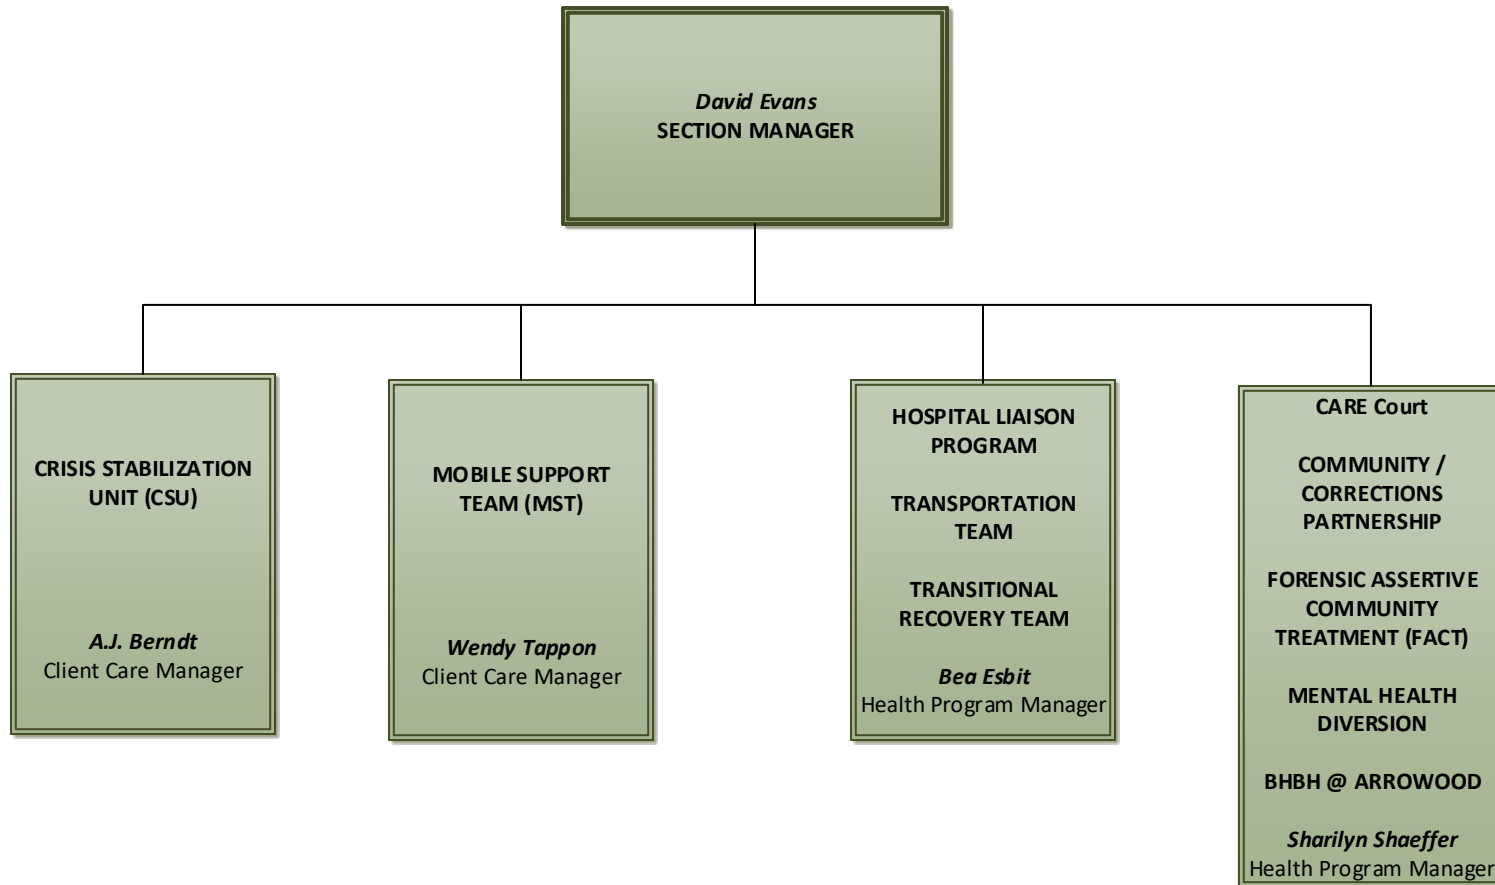 David Evans
SECTION MANAGER
CRISIS STABILIZATION
UNIT (CSU)
A.J. Berndt
Client Care Manager
MOBILE SUPPORT
TEAM (MST)
Wendy Tappon
Client Care Manager
HOSPITAL LIAISON
PROGRAM
TRANSPORTATION
TEAM
TRANSITIONAL
RECOVERY TEAM
Bea Esbit
Health Program Manager
CARE Court
COMMUNITY /
CORRECTIONS
PARTNERSHIP
FORENSIC ASSERTIVE
COMMUNITY
TREATMENT (FACT)
MENTAL HEALTH
DIVERSION
BHBH @ ARROWOOD
Sharilyn Shaeffer
Health Program Manager